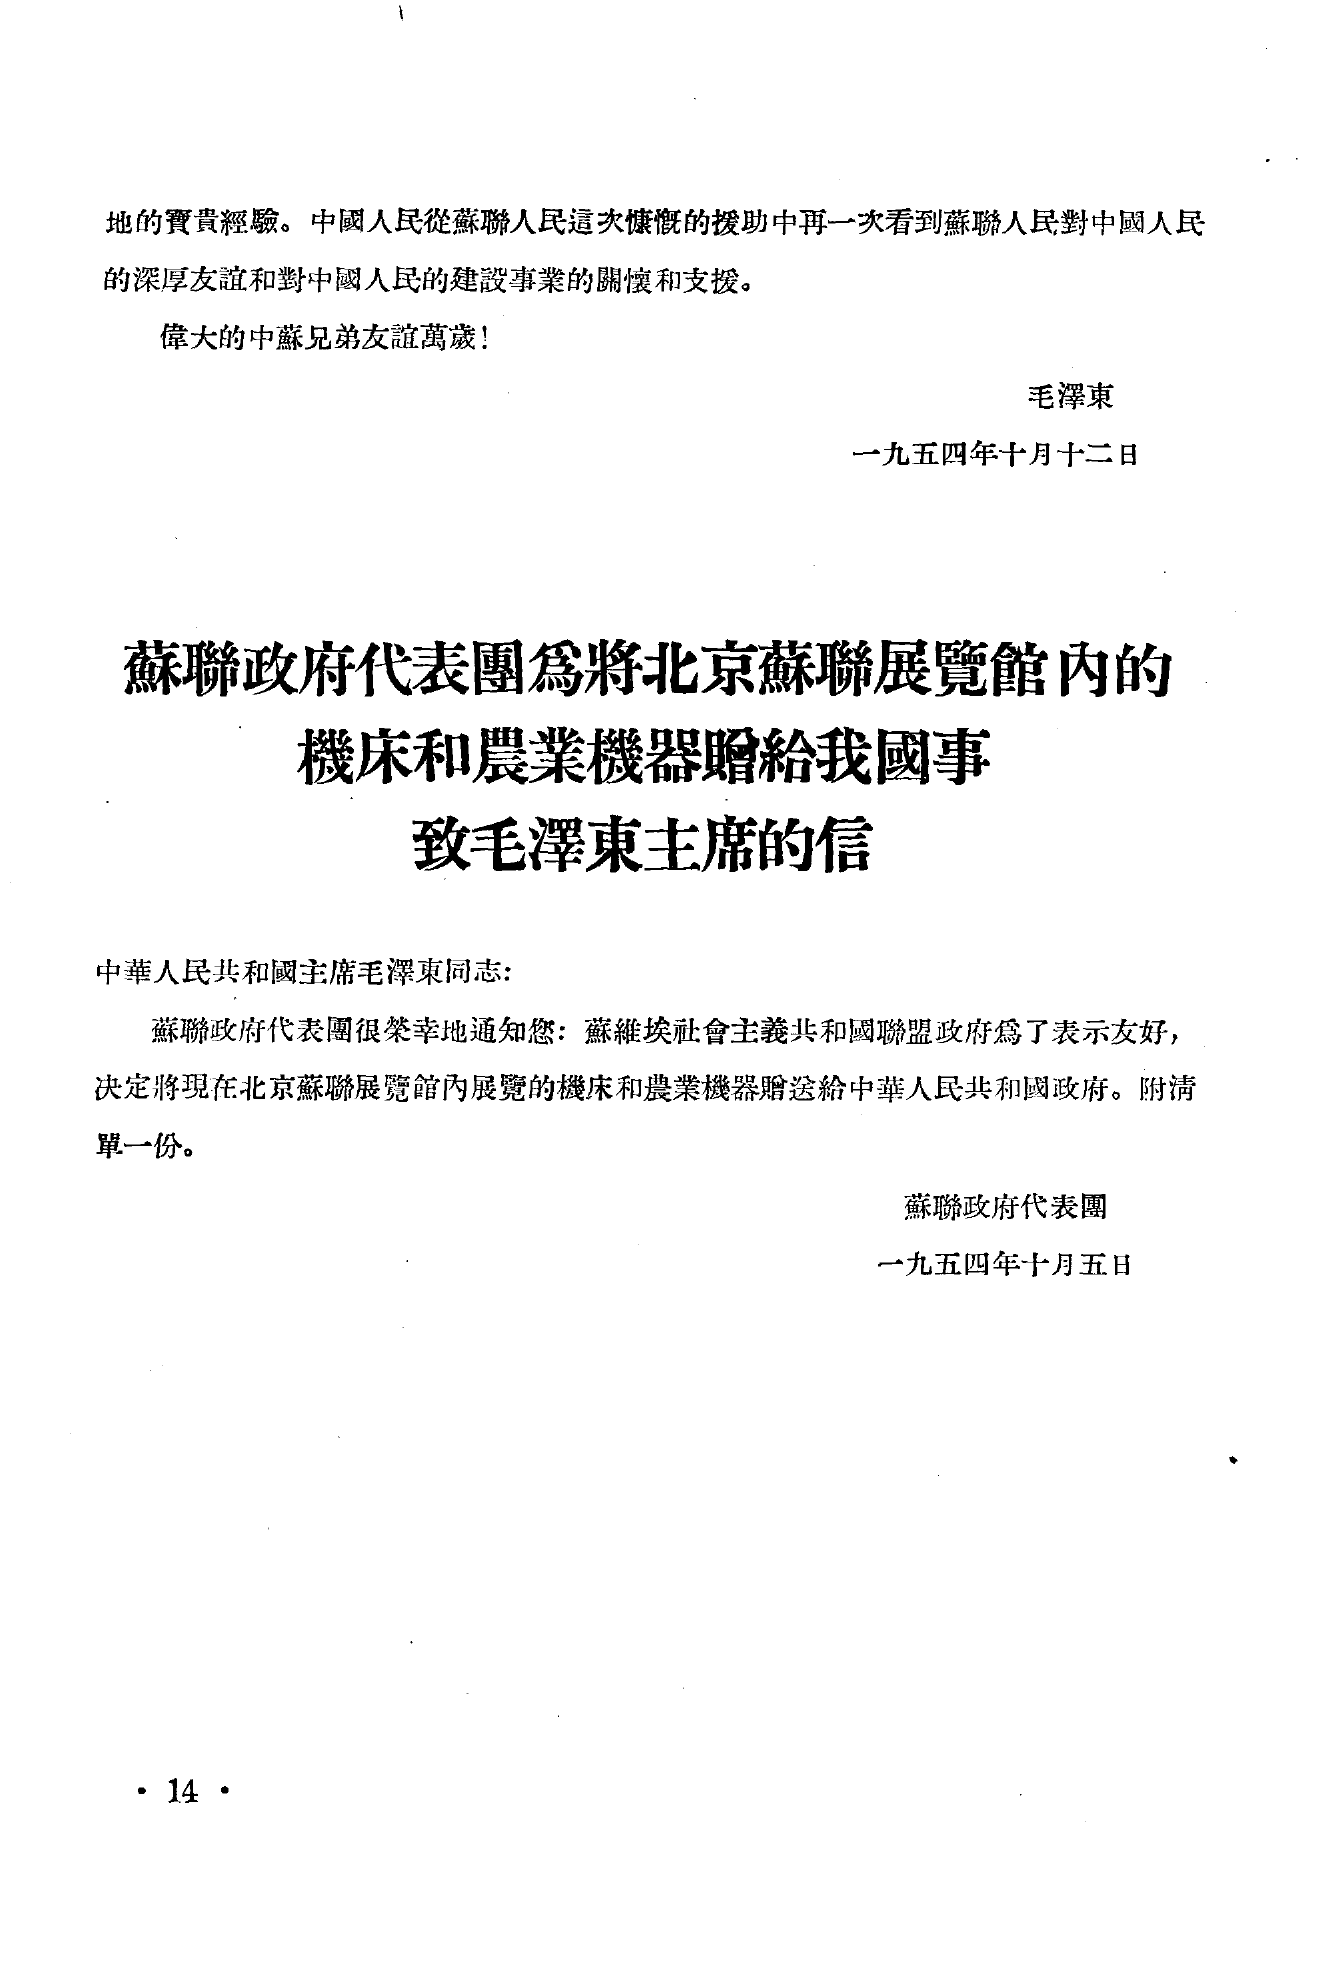 地的寶貴經驗。中國人民從蘇聯人民這次慷慨的援助中再一次看到蘇聯人民對中國人民
的深厚友誼和對中國人民的建設事業的關懷和支援。
偉大的中蘇兄弟友誼萬歲！
毛澤東
一九五四年十月十二日
蘇聯政府代表團爲將北京蘇聯展覽館內的
機床和農業機器贈給我國事
致毛澤東主席的信
中華人民共和國主席毛澤東同志：
蘇聯政府代表團很榮幸地通知您：蘇維埃社會主義共和國聯盟政府爲了表示友好，
決定將現在北京蘇聯展覽館內展覽的機床和農業機器贈送給中華人民共和國政府。附清
單一份。
蘇聯政府代表團
一九五四年十月五日
· 14 ·